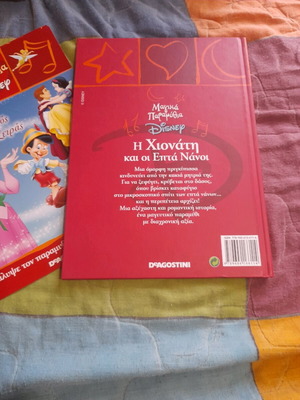 Μαγικά
Παραμύθια
Disney
Η Χιονάτη
και οι Επτά Νάνοι
Μια όμορφη πριγκίπισσα
κινδυνεύει από την κακιά μητριά της.
Για να ξεφύγει, κρύβεται στο δάσος,
όπου βρίσκει καταφύγιο
στο μικροσκοπικό σπίτι των επτά νάνων...
και η περιπέτεια αρχίζει!
Μια αξέχαστη και ρομαντική ιστορία,
ένα μαγευτικό παραμύθι
με διαχρονική αξία.
DeAGOSTINI
DeAGOSTINI